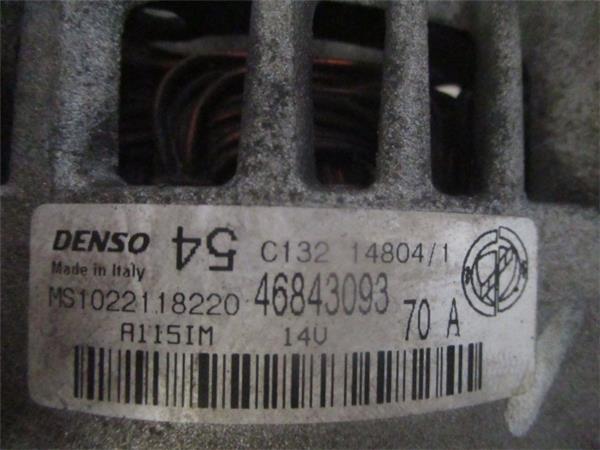 DENSO 54 C132 14804/1
Made in Italy
MS1022118220 46843093 70 A
A115IM 14V